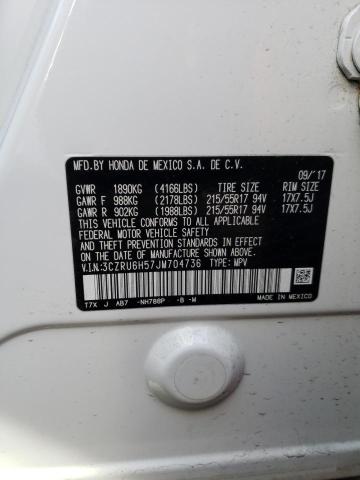 MFD.BY HONDA DE MEXICO S.A. DE C.V.
09/'17
GVWR 1890KG (4166LBS) TIRE SIZE RIM SIZE
GAWR F 988KG (2178LBS) 215/55R17 94V 17X7.5J
GAWR R 902KG (1988LBS) 215/55R17 94V 17X7.5J
THIS VEHICLE CONFORMS TO ALL APPLICABLE
FEDERAL MOTOR VEHICLE SAFETY STANDARDS IN
EFFECT ON THE DATE OF MANUFACTURE SHOWN
ABOVE.
V.I.N:3CZRU6H57JM704736 TYPE: MPV
T7X J AB7 -NH788P -B -M
MADE IN MEXICO